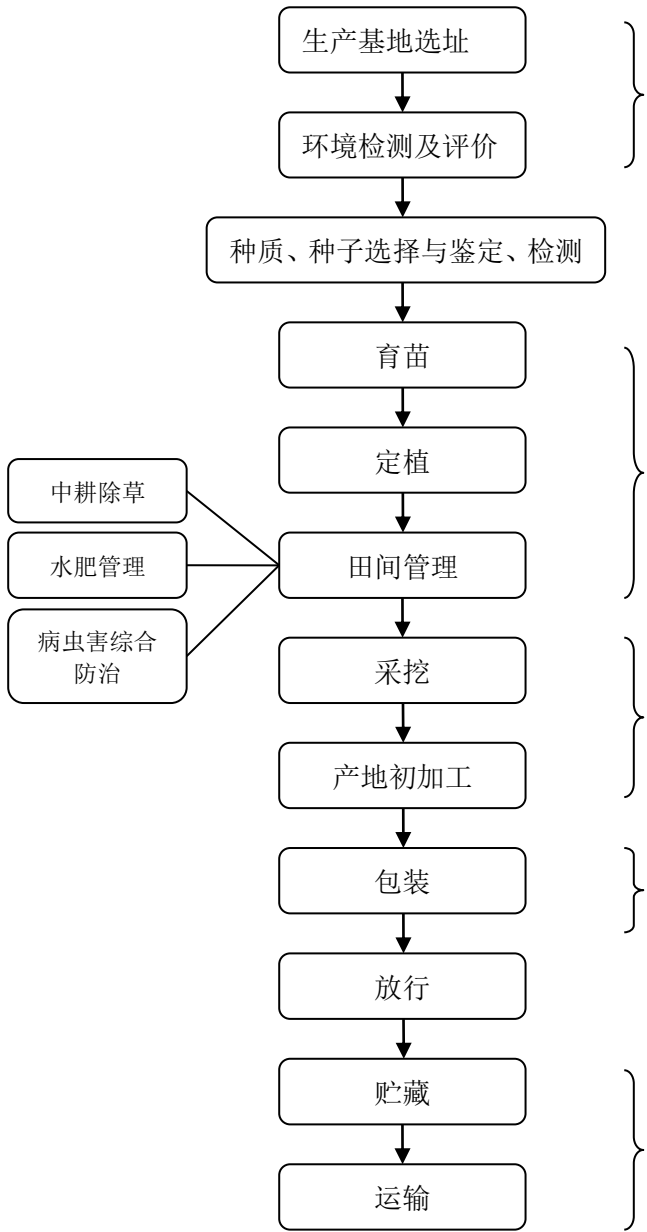 生产基地选址
环境检测及评价
种质、种子选择与鉴定、检测
育苗
定植
中耕除草
水肥管理
田间管理
病虫害综合
防治
采挖
产地初加工
包装
放行
贮藏
运输